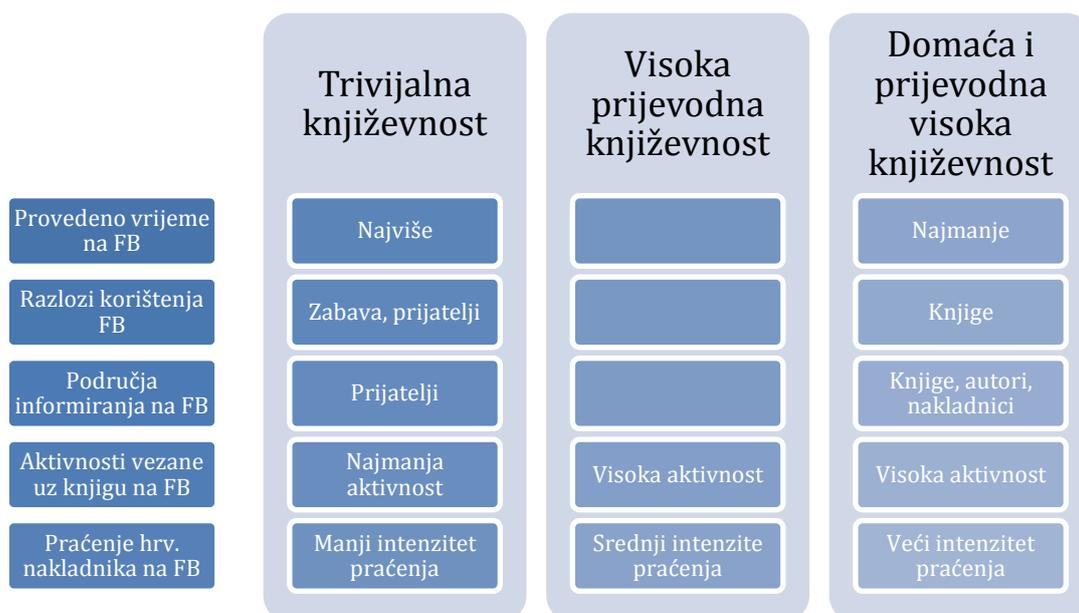 Trivijalna
književnost
Visoka
prijevodna
književnost
Domaća i
prijevodna
visoka
književnost
Provedeno vrijeme
na FB
Najviše
Najmanje
Razlozi korištenja
FB
Zabava, prijatelji
Knjige
Područja
informiranja na FB
Prijatelji
Knjige, autori,
nakladnici
Aktivnosti vezane
uz knjigu na FB
Najmanja
aktivnost
Visoka aktivnost
Visoka aktivnost
Praćenje hrv.
nakladnika na FB
Manji intenzitet
praćenja
Srednji intenzite
praćenja
Veći intenzitet
praćenja